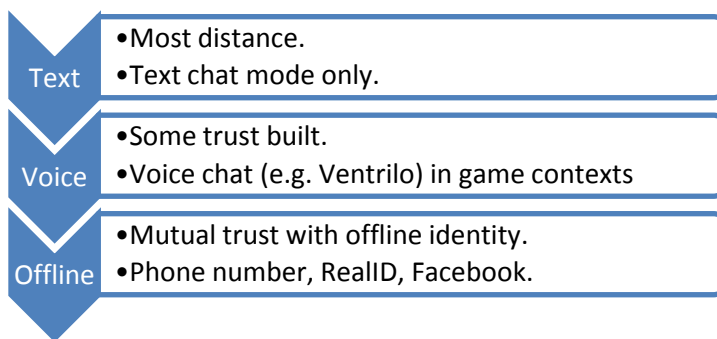 Text
•Most distance.
•Text chat mode only.
Voice
•Some trust built.
•Voice chat (e.g. Ventrilo) in game contexts
Offline
•Mutual trust with offline identity.
•Phone number, RealID, Facebook.